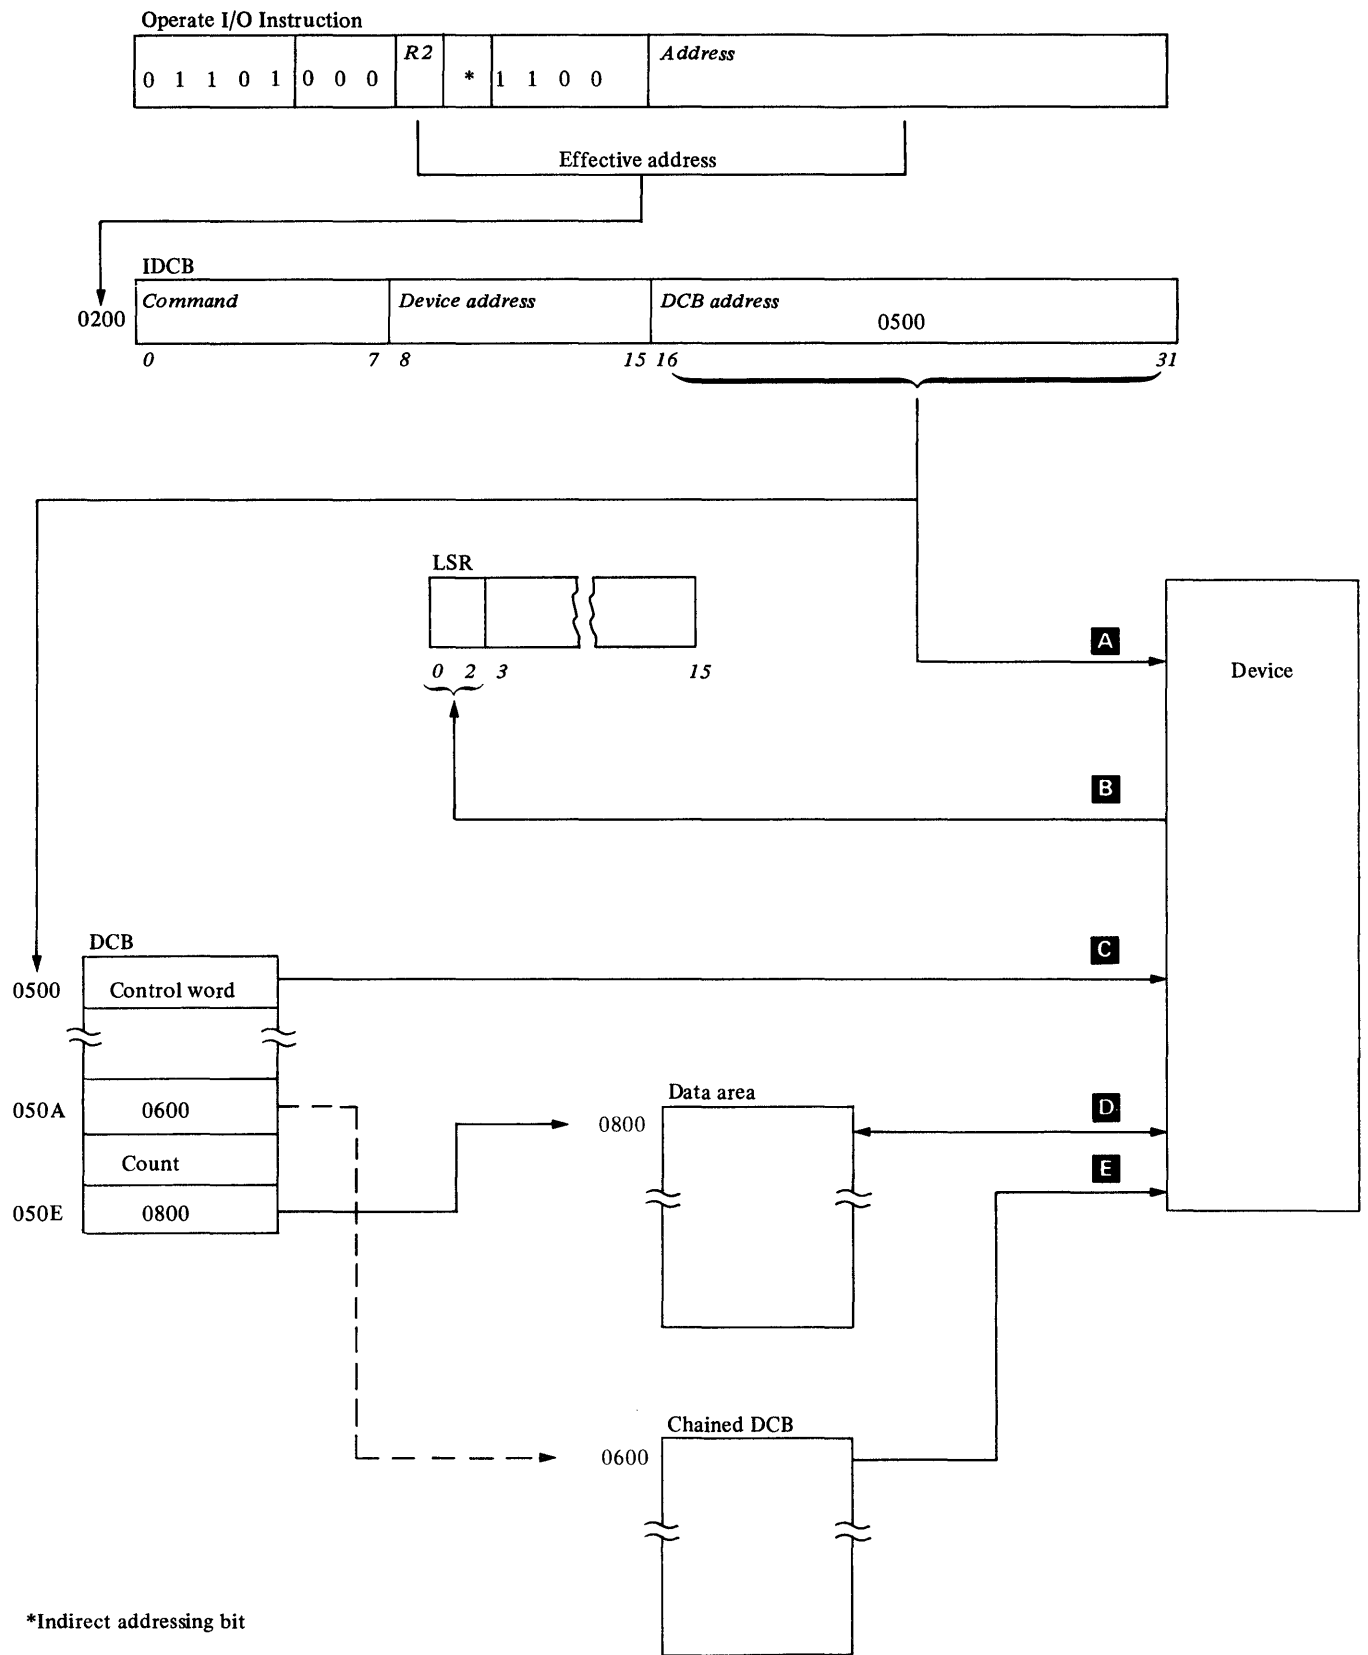 Operate I/O Instruction
R2 Address
0 1 1 0 1 0 0 0 * 1 1 0 0
Effective address
IDCB
Command Device address DCB address
0200 0500
0 7 8 15 16 31
LSR
0 2 3 15
A
Device
B
C
DCB
0500 Control word
Data area
050A 0600 0800 D
Count E
050E 0800
Chained DCB
0600
*Indirect addressing bit